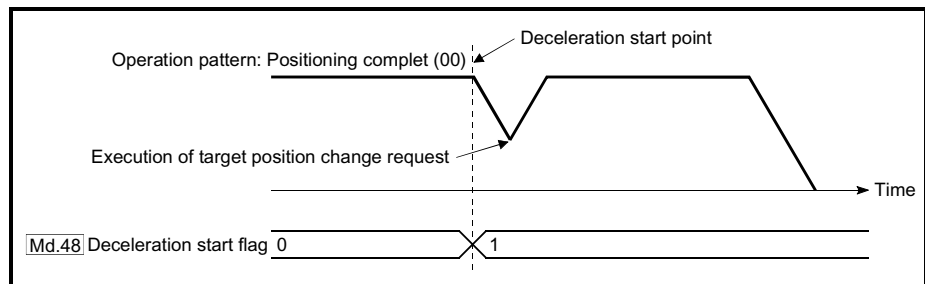 Deceleration start point
Operation pattern: Positioning complet (00)
Execution of target position change request
Time
Md.48 Deceleration start flag 0 1